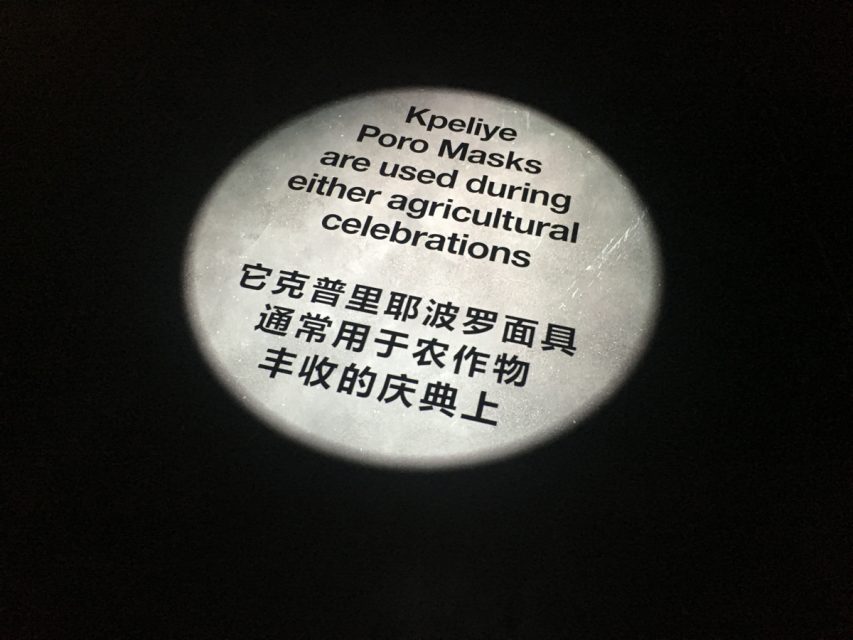 Kpeliye
Poro Masks
are used during
either agricultural
celebrations
它克普里耶波罗面具
通常用于农作物
丰收的庆典上